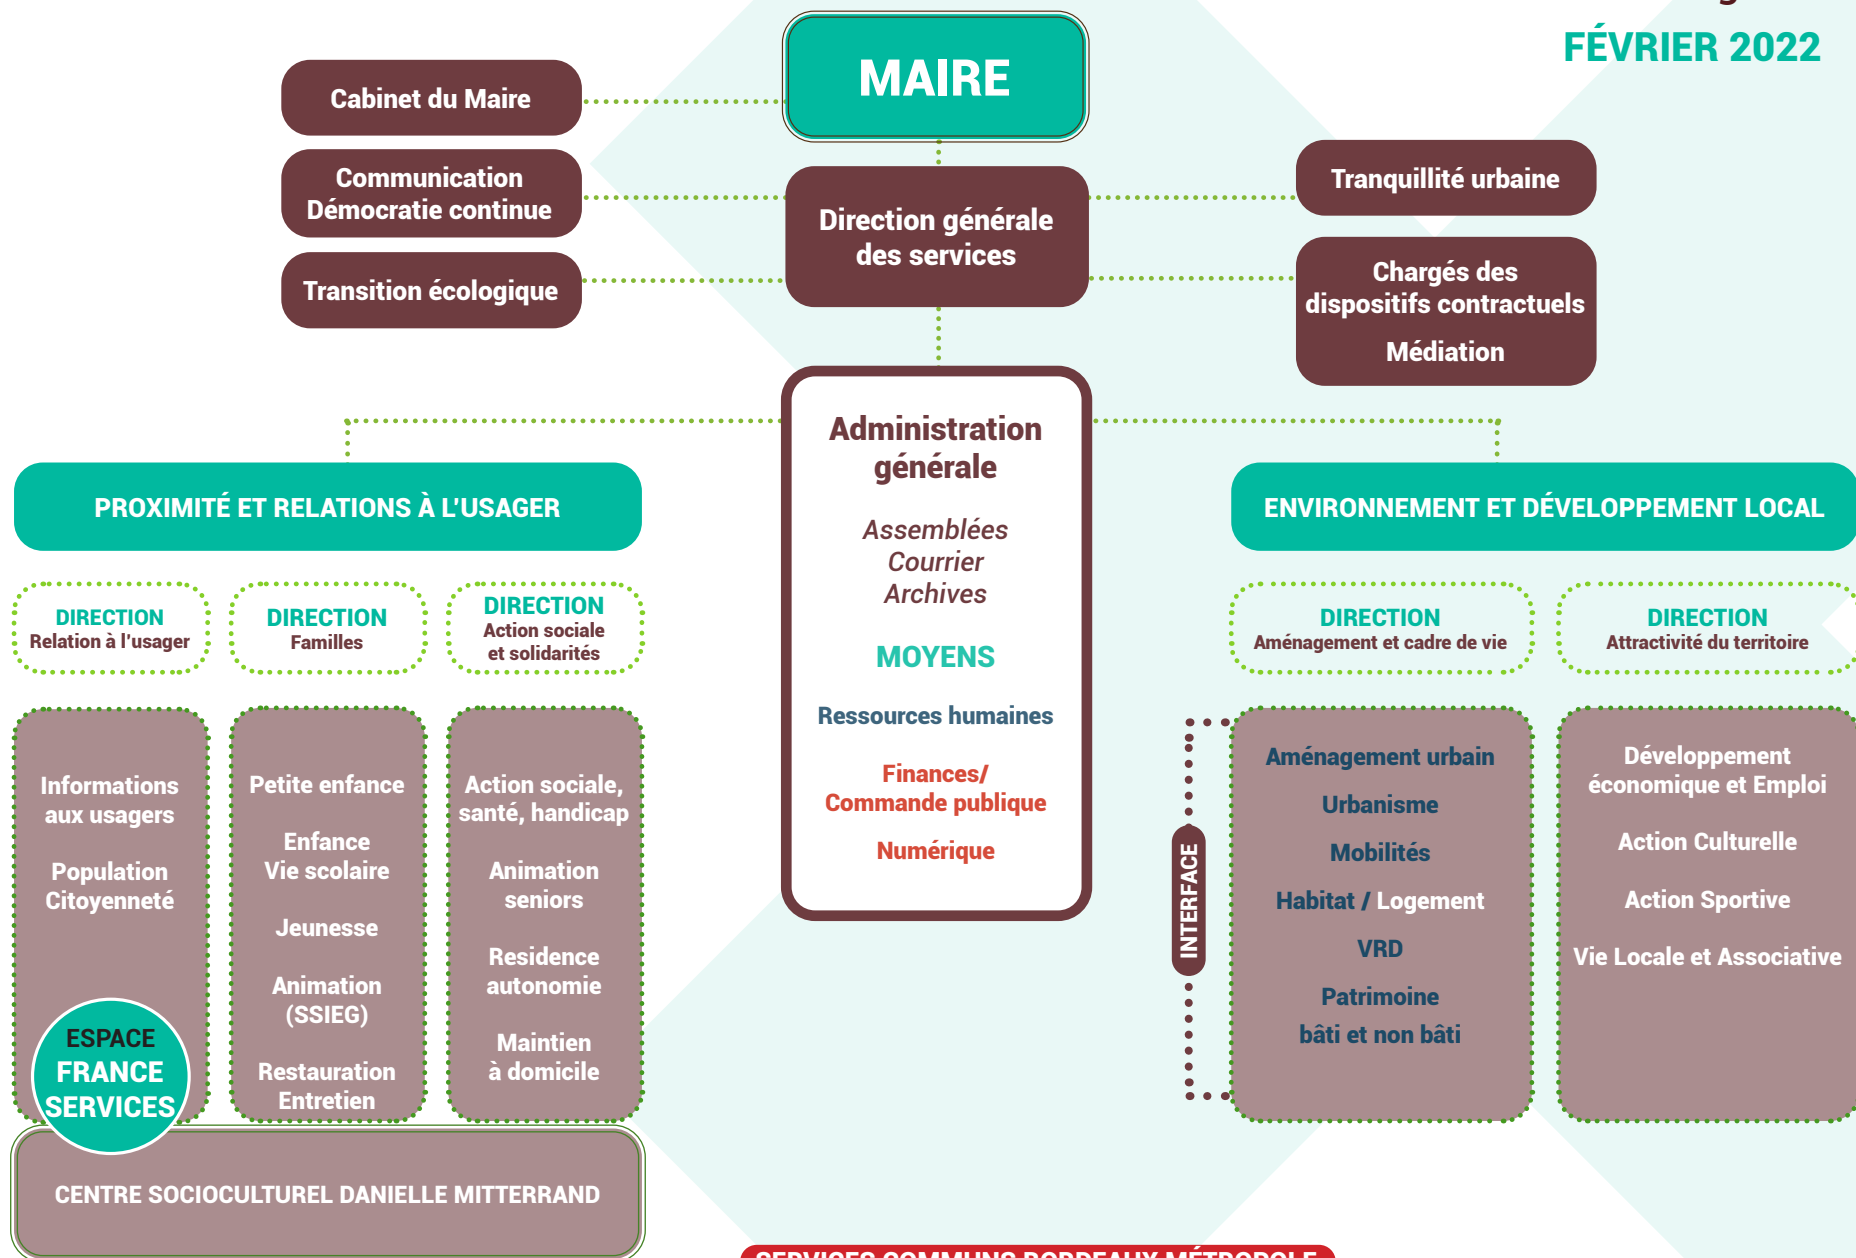 FÉVRIER 2022
MAIRE
Cabinet du Maire
Communication
Démocratie continue
Transition écologique
Direction générale
des services
Tranquillité urbaine
Chargés des
dispositifs contractuels
Médiation
Administration
générale
Assemblées
Courrier
Archives
MOYENS
Ressources humaines
Finances/
Commande publique
Numérique
PROXIMITÉ ET RELATIONS À L'USAGER
DIRECTION
Relation à l'usager
Informations
aux usagers
Population
Citoyenneté
ESPACE
FRANCE
SERVICES
DIRECTION
Familles
Petite enfance
Enfance
Vie scolaire
Jeunesse
Animation
(SSIEG)
Restauration
Entretien
DIRECTION
Action sociale
et solidarités
Action sociale,
santé, handicap
Animation
seniors
Residence
autonomie
Maintien
à domicile
CENTRE SOCIOCULTUREL DANIELLE MITTERRAND
ENVIRONNEMENT ET DÉVELOPPEMENT LOCAL
INTERFACE
DIRECTION
Aménagement et cadre de vie
Aménagement urbain
Urbanisme
Mobilités
Habitat / Logement
VRD
Patrimoine
bâti et non bâti
DIRECTION
Attractivité du territoire
Développement
économique et Emploi
Action Culturelle
Action Sportive
Vie Locale et Associative
SERVICES COMMUNS BORDEAUX MÉTROPOLE